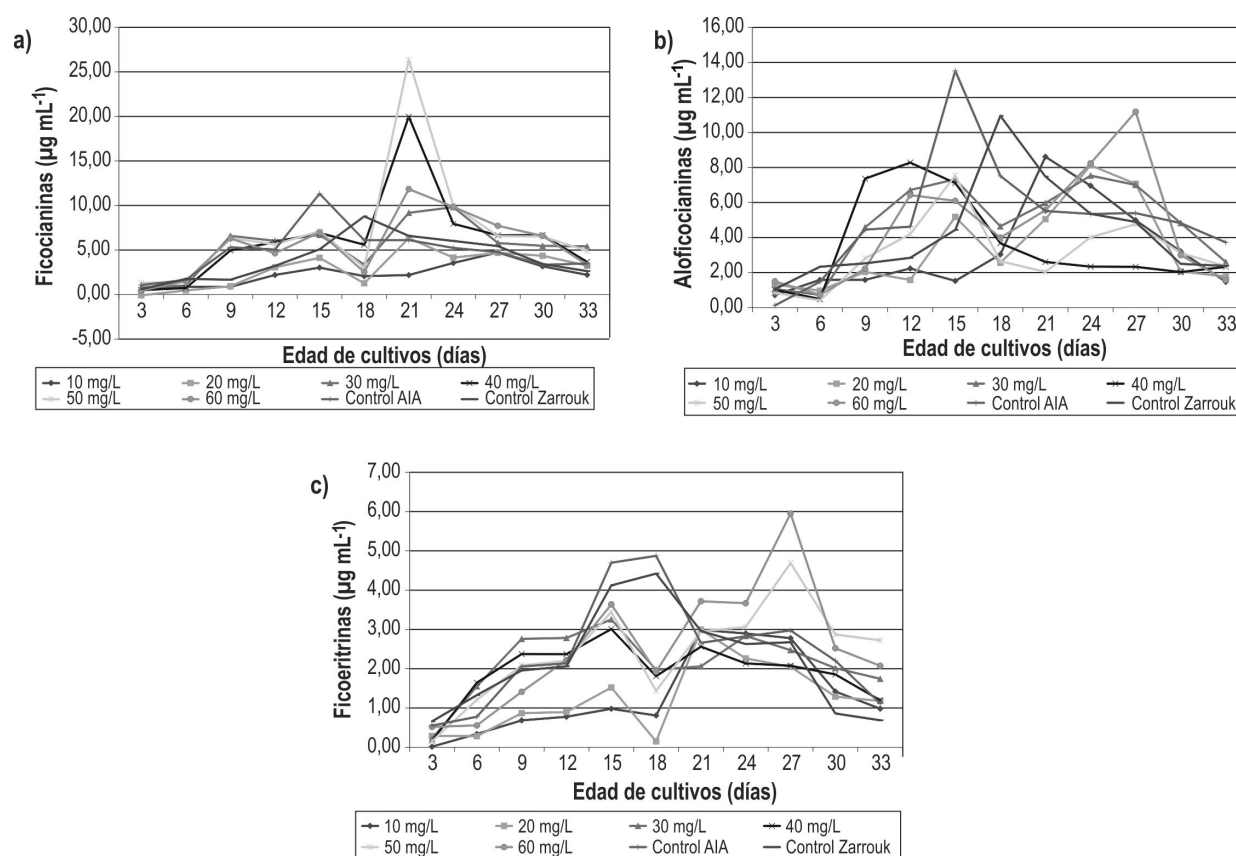 a)
Ficocianinas (µg mL⁻¹)
30,00
25,00
20,00
15,00
10,00
5,00
0,00
-5,00
3 6 9 12 15 18 21 24 27 30 33
Edad de cultivos (días)
10 mg/L 20 mg/L 30 mg/L 40 mg/L
50 mg/L 60 mg/L Control AIA Control Zarrouk
b)
Aloficocianinas (µg mL⁻¹)
16,00
14,00
12,00
10,00
8,00
6,00
4,00
2,00
0,00
3 6 9 12 15 18 21 24 27 30 33
Edad de cultivos (días)
10 mg/L 20 mg/L 30 mg/L 40 mg/L
50 mg/L 60 mg/L Control AIA Control Zarrouk
c)
Ficoeritrinas (µg mL⁻¹)
7,00
6,00
5,00
4,00
3,00
2,00
1,00
0,00
3 6 9 12 15 18 21 24 27 30 33
Edad de cultivos (días)
10 mg/L 20 mg/L 30 mg/L 40 mg/L
50 mg/L 60 mg/L Control AIA Control Zarrouk